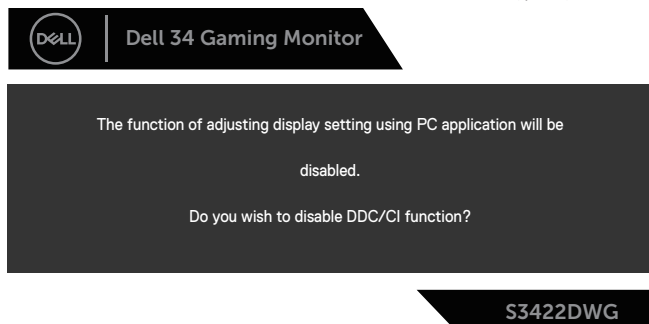 DELL
Dell 34 Gaming Monitor
The function of adjusting display setting using PC application will be
disabled.
Do you wish to disable DDC/CI function?
S3422DWG